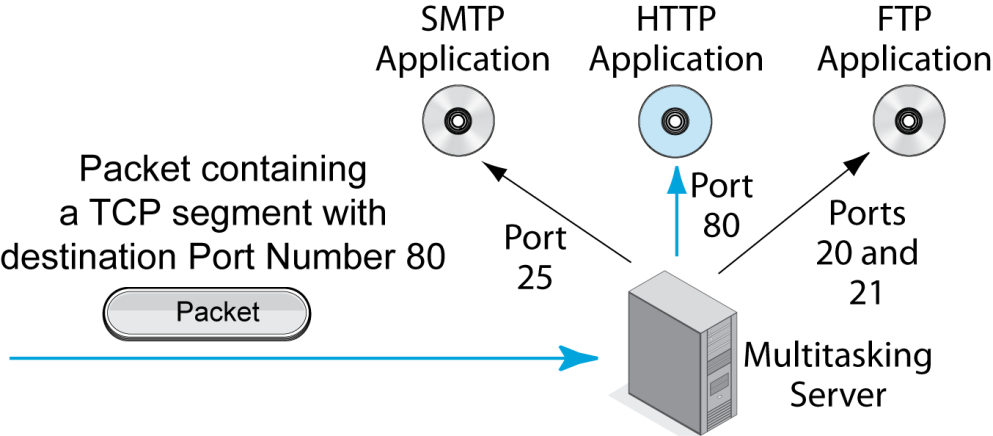 SMTP
Application
HTTP
Application
FTP
Application
Packet containing
a TCP segment with
destination Port Number 80
Packet
Port
25
Port
80
Ports
20 and
21
Multitasking
Server